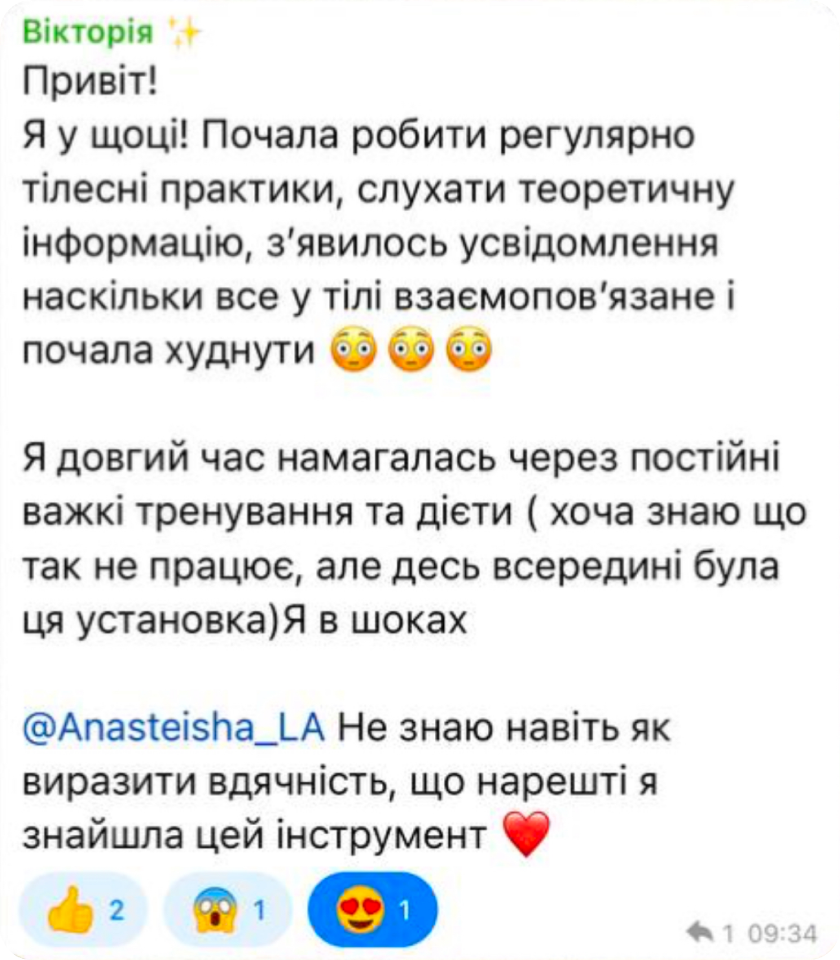 Вікторія ✨
Привіт!
Я у щоці! Почала робити регулярно
тілесні практики, слухати теоретичну
інформацію, з’явилось усвідомлення
наскільки все у тілі взаємопов’язане і
почала худнути 😳 😳 😳
Я довгий час намагалась через постійні
важкі тренування та дієти ( хоча знаю що
так не працює, але десь всередині була
ця установка)Я в шоках
@Anasteisha_LA Не знаю навіть як
виразити вдячність, що нарешті я
знайшла цей інструмент ❤️
👍 2 😱 1 😍 1
1 09:34